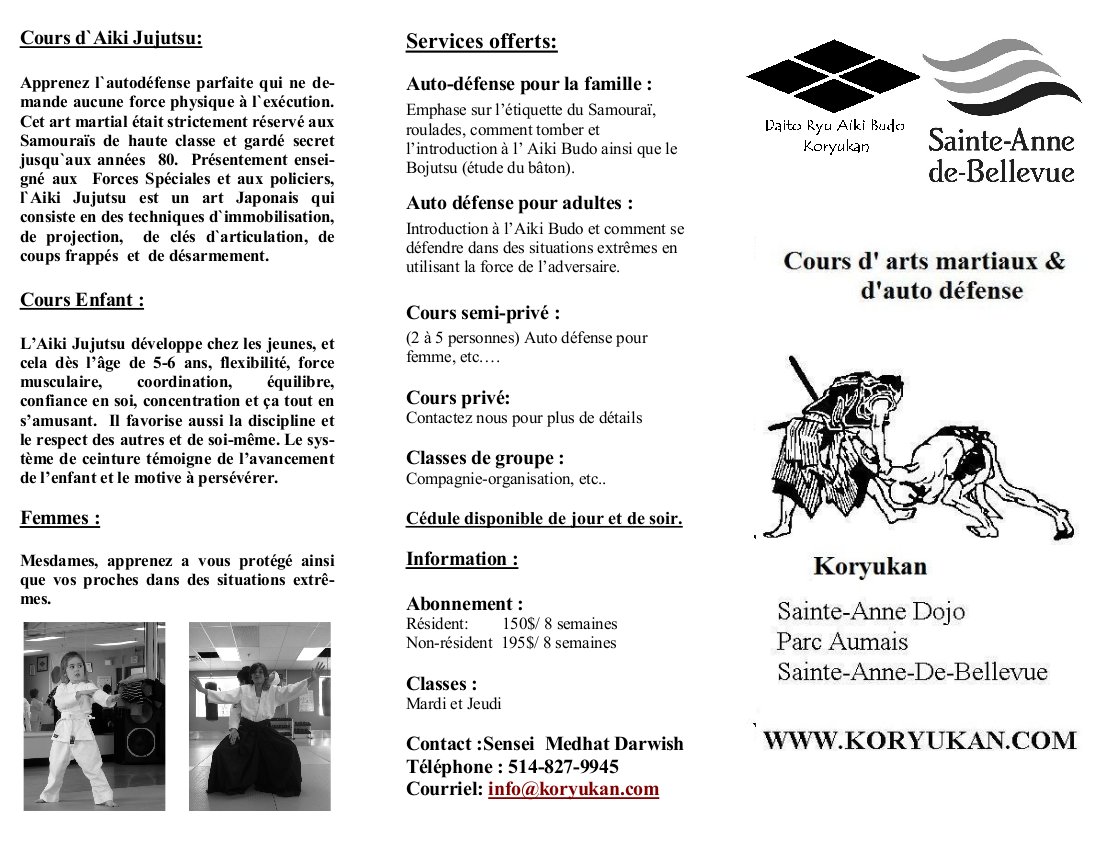 Cours d`Aiki Jujutsu:
Apprenez l`autodéfense parfaite qui ne de-
mande aucune force physique à l`exécution.
Cet art martial était strictement réservé aux
Samouraïs de haute classe et gardé secret
jusqu`aux années 80. Présentement ensei-
gné aux Forces Spéciales et aux policiers,
l`Aiki Jujutsu est un art Japonais qui
consiste en des techniques d`immobilisation,
de projection, de clés d`articulation, de
coups frappés et de désarmement.
Cours Enfant :
L’Aiki Jujutsu développe chez les jeunes, et
cela dès l’âge de 5-6 ans, flexibilité, force
musculaire, coordination, équilibre,
confiance en soi, concentration et ça tout en
s’amusant. Il favorise aussi la discipline et
le respect des autres et de soi-même. Le sys-
tème de ceinture témoigne de l’avancement
de l’enfant et le motive à persévérer.
Femmes :
Mesdames, apprenez a vous protégé ainsi
que vos proches dans des situations extrê-
mes.
Services offerts:
Auto-défense pour la famille :
Emphase sur l’étiquette du Samouraï,
roulades, comment tomber et
l’introduction à l’ Aiki Budo ainsi que le
Bojutsu (étude du bâton).
Auto défense pour adultes :
Introduction à l’Aiki Budo et comment se
défendre dans des situations extrêmes en
utilisant la force de l’adversaire.
Cours semi-privé :
(2 à 5 personnes) Auto défense pour
femme, etc.…
Cours privé:
Contactez nous pour plus de détails
Classes de groupe :
Compagnie-organisation, etc..
Cédule disponible de jour et de soir.
Information :
Abonnement :
Résident: 150$/ 8 semaines
Non-résident 195$/ 8 semaines
Classes :
Mardi et Jeudi
Contact :Sensei Medhat Darwish
Téléphone : 514-827-9945
Courriel: info@koryukan.com
Daito Ryu Aiki Budo
Koryukan
Sainte-Anne
de-Bellevue
Cours d' arts martiaux &
d'auto défense
Koryukan
Sainte-Anne Dojo
Parc Aumais
Sainte-Anne-De-Bellevue
WWW.KORYUKAN.COM